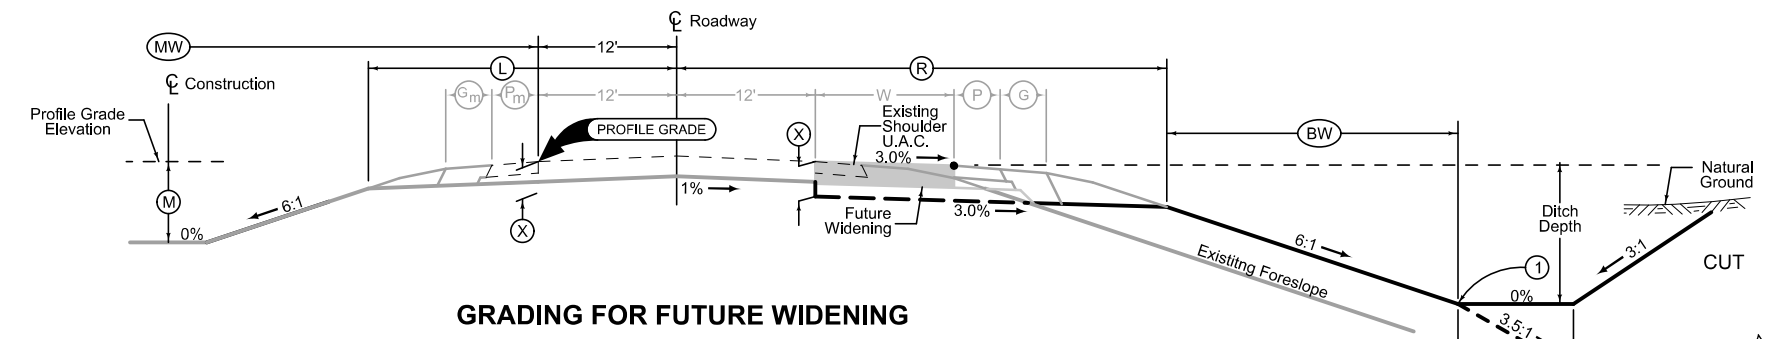 ℄ Roadway
MW
12'
L
R
℄ Construction
Gm
Pm
12'
12'
W
P
G
Profile Grade
Elevation
PROFILE GRADE
X
Existing
Shoulder
U.A.C.
3.0%
BW
Natural
Ground
M
6:1
0%
1%
X
Future
Widening
3.0%
Ditch
Depth
6:1
Existitng Foreslope
1
0%
3:1
CUT
3.5:1
GRADING FOR FUTURE WIDENING